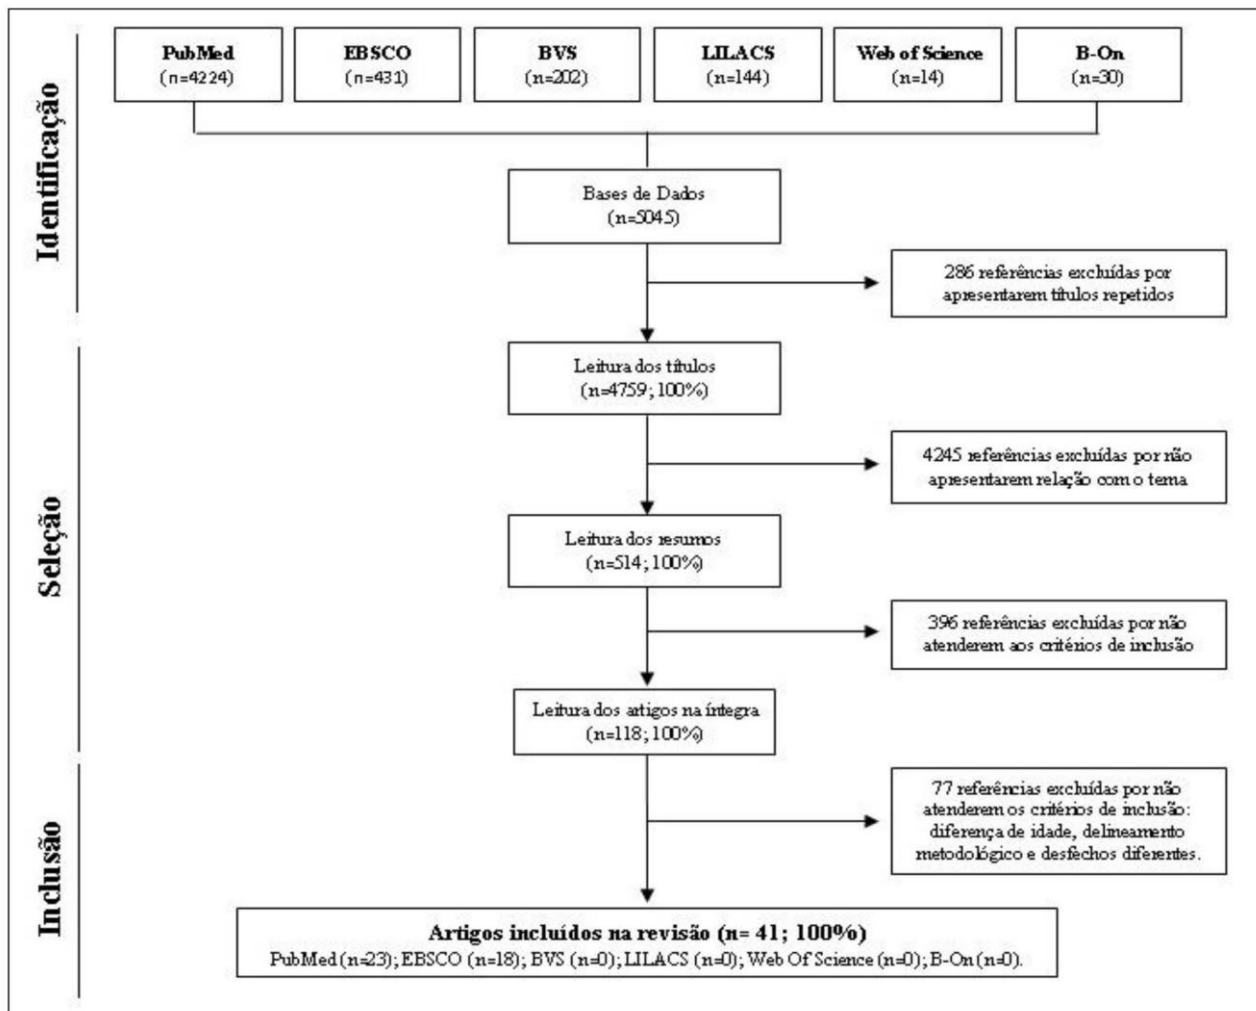 Identificação
PubMed
(n=4224)
EBSCO
(n=431)
BVS
(n=202)
LILACS
(n=144)
Web of Science
(n=14)
B-On
(n=30)
Bases de Dados
(n=5045)
286 referências excluídas por
apresentarem títulos repetidos
Seleção
Leitura dos títulos
(n=4759; 100%)
4245 referências excluídas por não
apresentarem relação com o tema
Leitura dos resumos
(n=514; 100%)
396 referências excluídas por não
atenderem aos critérios de inclusão
Leitura dos artigos na íntegra
(n=118; 100%)
Inclusão
77 referências excluídas por não
atenderem os critérios de inclusão:
diferença de idade, delineamento
metodológico e desfechos diferentes.
Artigos incluídos na revisão (n= 41; 100%)
PubMed (n=23); EBSCO (n=18); BVS (n=0); LILACS (n=0); Web Of Science (n=0); B-On (n=0).